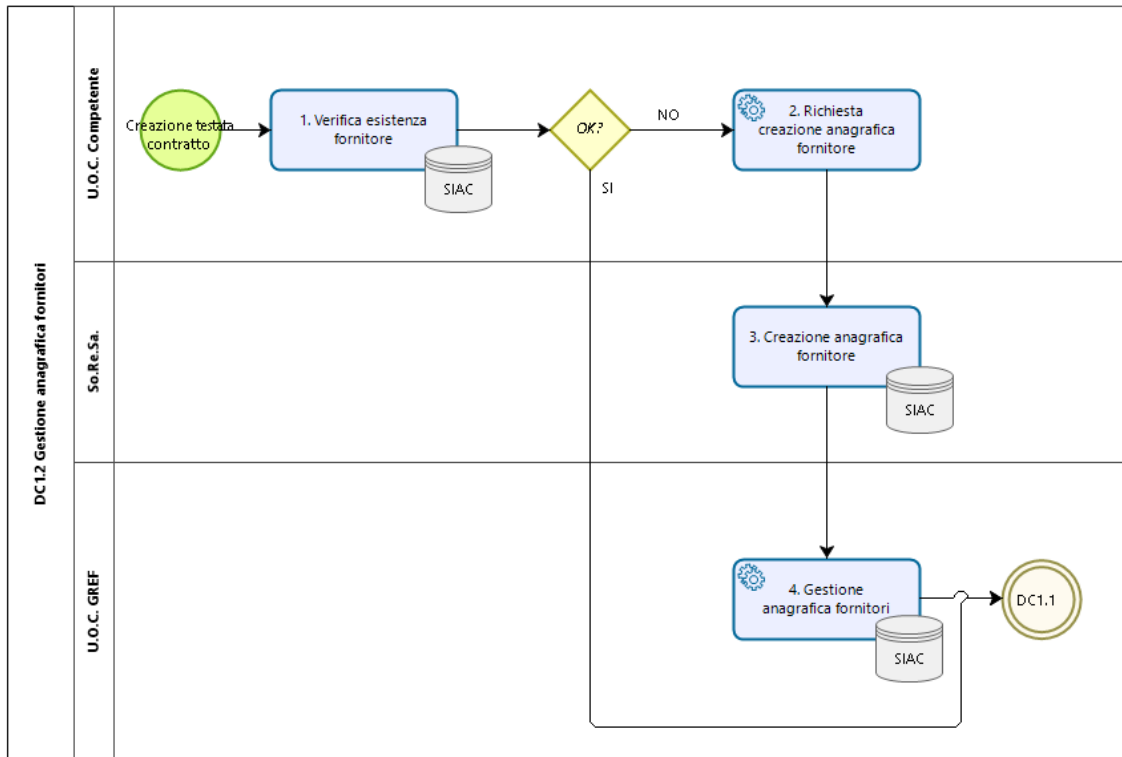 DC1.2 Gestione anagrafica fornitori
U.O.C. Competente
Creazione testata
contratto
1. Verifica esistenza
fornitore
SIAC
OK?
NO
SI
2. Richiesta
creazione anagrafica
fornitore
So.Re.Sa.
3. Creazione anagrafica
fornitore
SIAC
U.O.C. GREF
4. Gestione
anagrafica fornitori
SIAC
DC1.1